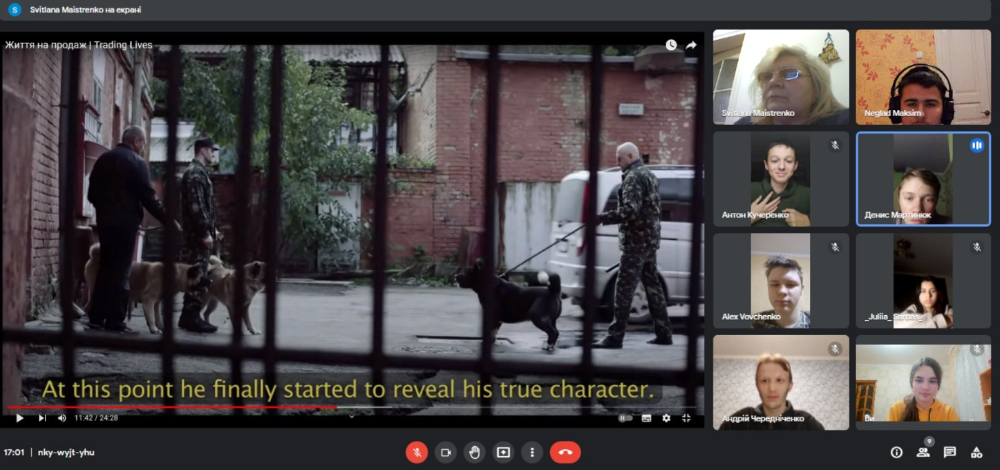 S Svitlana Maistrenko на екрані
Життя на продаж | Trading Lives
At this point he finally started to reveal his true character.
11:42 / 24:28
Svitlana Maistrenko
Neglad Maksim
Антон Кучеренко
Денис Мартинюк
Alex Vovchenko
_Juliia_ Sarbas_
Андрій Чередніченко
Ви
17:01 | nky-wyjt-yhu
9